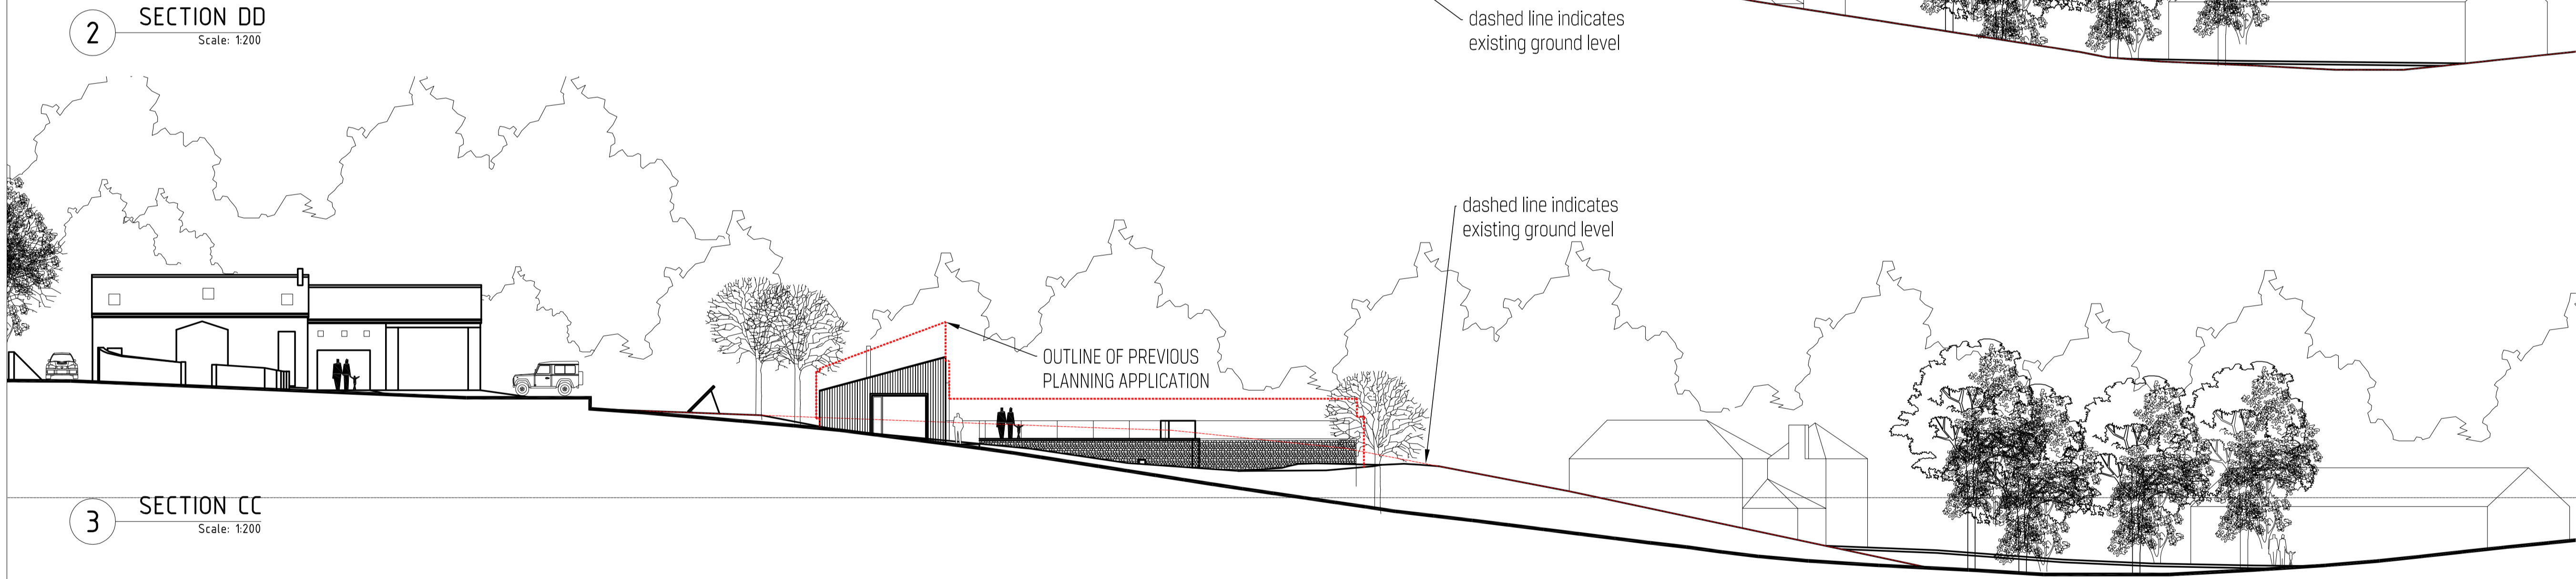 2
SECTION DD
Scale: 1:200
dashed line indicates
existing ground level
dashed line indicates
existing ground level
OUTLINE OF PREVIOUS
PLANNING APPLICATION
3
SECTION CC
Scale: 1:200